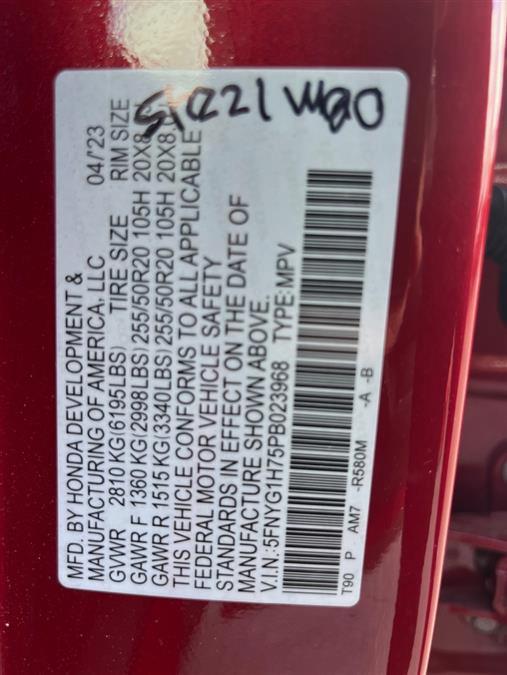 MFD. BY HONDA DEVELOPMENT & 04/'23
MANUFACTURING OF AMERICA, LLC
GVWR 2810 KG(6195LBS) TIRE SIZE RIM SIZE
GAWR F 1360 KG(2998LBS) 255/50R20 105H 20X8.
GAWR R 1515 KG(3340LBS) 255/50R20 105H 20X8.
THIS VEHICLE CONFORMS TO ALL APPLICABLE
FEDERAL MOTOR VEHICLE SAFETY
STANDARDS IN EFFECT ON THE DATE OF
MANUFACTURE SHOWN ABOVE.
V.I.N.:5FNYG1H75PB023968 TYPE:MPV
T90 P AM7 -R580M -A -B